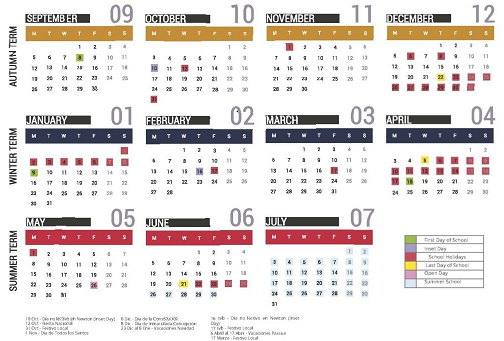 AUTUMN TERM
SEPTEMBER 09
M T W T F S S
1 2 3 4
5 6 7 8 9 10 11
12 13 14 15 16 17 18
19 20 21 22 23 24 25
26 27 28 29 30
OCTOBER 10
M T W T F S S
1 2
3 4 5 6 7 8 9
10 11 12 13 14 15 16
17 18 19 20 21 22 23
24 25 26 27 28 29 30
31
NOVEMBER 11
M T W T F S S
1 2 3 4 5 6
7 8 9 10 11 12 13
14 15 16 17 18 19 20
21 22 23 24 25 26 27
28 29 30
DECEMBER 12
M T W T F S S
1 2 3 4
5 6 7 8 9 10 11
12 13 14 15 16 17 18
19 20 21 22 23 24 25
26 27 28 29 30 31
WINTER TERM
JANUARY 01
M T W T F S S
1
2 3 4 5 6 7 8
9 10 11 12 13 14 15
16 17 18 19 20 21 22
23 24 25 26 27 28 29
30 31
FEBRUARY 02
M T W T F S S
1 2 3 4 5
6 7 8 9 10 11 12
13 14 15 16 17 18 19
20 21 22 23 24 25 26
27 28
MARCH 03
M T W T F S S
1 2 3 4 5
6 7 8 9 10 11 12
13 14 15 16 17 18 19
20 21 22 23 24 25 26
27 28 29 30 31
APRIL 04
M T W T F S S
1 2
3 4 5 6 7 8 9
10 11 12 13 14 15 16
17 18 19 20 21 22 23
24 25 26 27 28 29 30
SUMMER TERM
MAY 05
M T W T F S S
1 2 3 4 5 6 7
8 9 10 11 12 13 14
15 16 17 18 19 20 21
22 23 24 25 26 27 28
29 30 31
JUNE 06
M T W T F S S
1 2 3 4
5 6 7 8 9 10 11
12 13 14 15 16 17 18
19 20 21 22 23 24 25
26 27 28 29 30
JULY 07
M T W T F S S
1 2
3 4 5 6 7 8 9
10 11 12 13 14 15 16
17 18 19 20 21 22 23
24 25 26 27 28 29 30
31
First Day of School
Inset Day
School Holidays
Last Day of School
Open Day
Summer School
10 Oct - Dia no lectivo en Newton (Inset Day)
12 Oct - Fiesta Nacional
31 Oct - Festivo Local
1 Nov - Dia de Todos los Santos
6 Dic - Dia de la Constitución
8 Dic - Dia de Inmaculada Concepción
23 Dic al 6 Ene - Vacaciones Navidad
16 Feb - Dia no lectivo en Newton (Inset Day)
17 Feb - Festivo Local
6 Abril al 17 Abril - Vacaciones Pascua
17 Marzo - Festivo Local